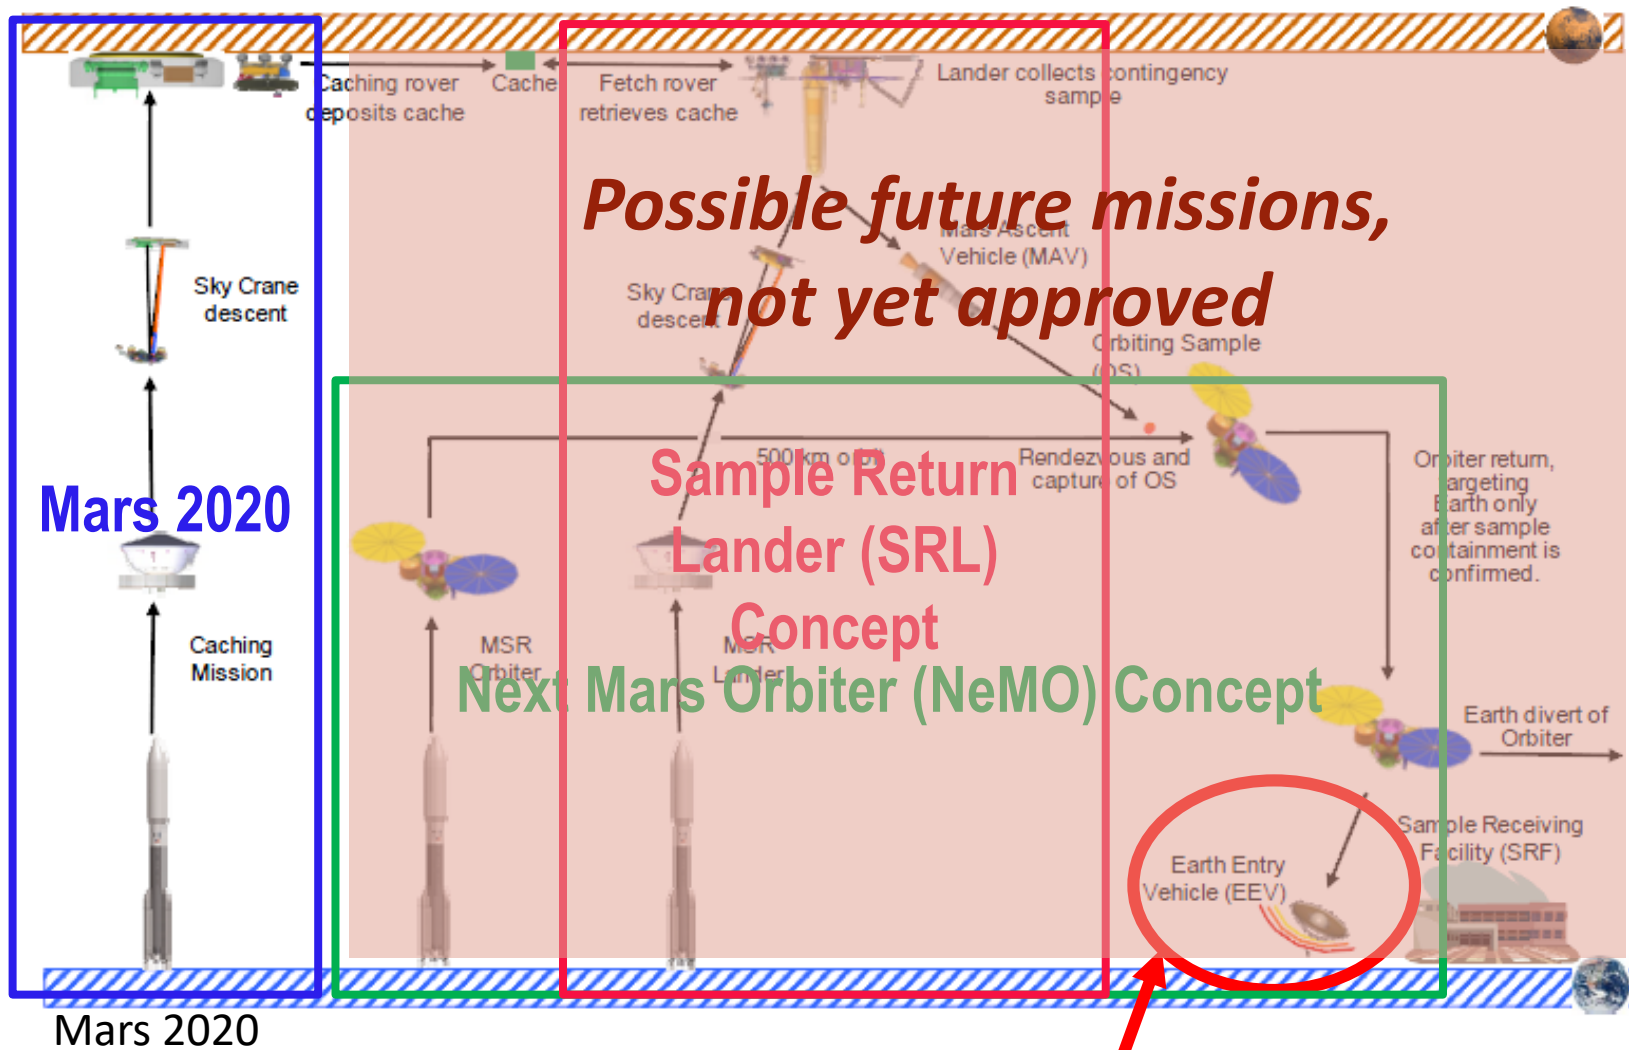 Caching rover
deposits cache
Cache
Fetch rover
retrieves cache
Lander collects contingency
sample
Possible future missions,
not yet approved
Mars Ascent
Vehicle (MAV)
Sky Crane
descent
Sky Crane
descent
Orbiting Sample
(OS)
500 km orbit
Rendezvous and
capture of OS
Orbiter return,
targeting
Earth only
after sample
containment is
confirmed.
Mars 2020
Sample Return
Lander (SRL)
Concept
Caching
Mission
MSR
Orbiter
MSR
Lander
Next Mars Orbiter (NeMO) Concept
Earth divert of
Orbiter
Sample Receiving
Facility (SRF)
Earth Entry
Vehicle (EEV)
Mars 2020